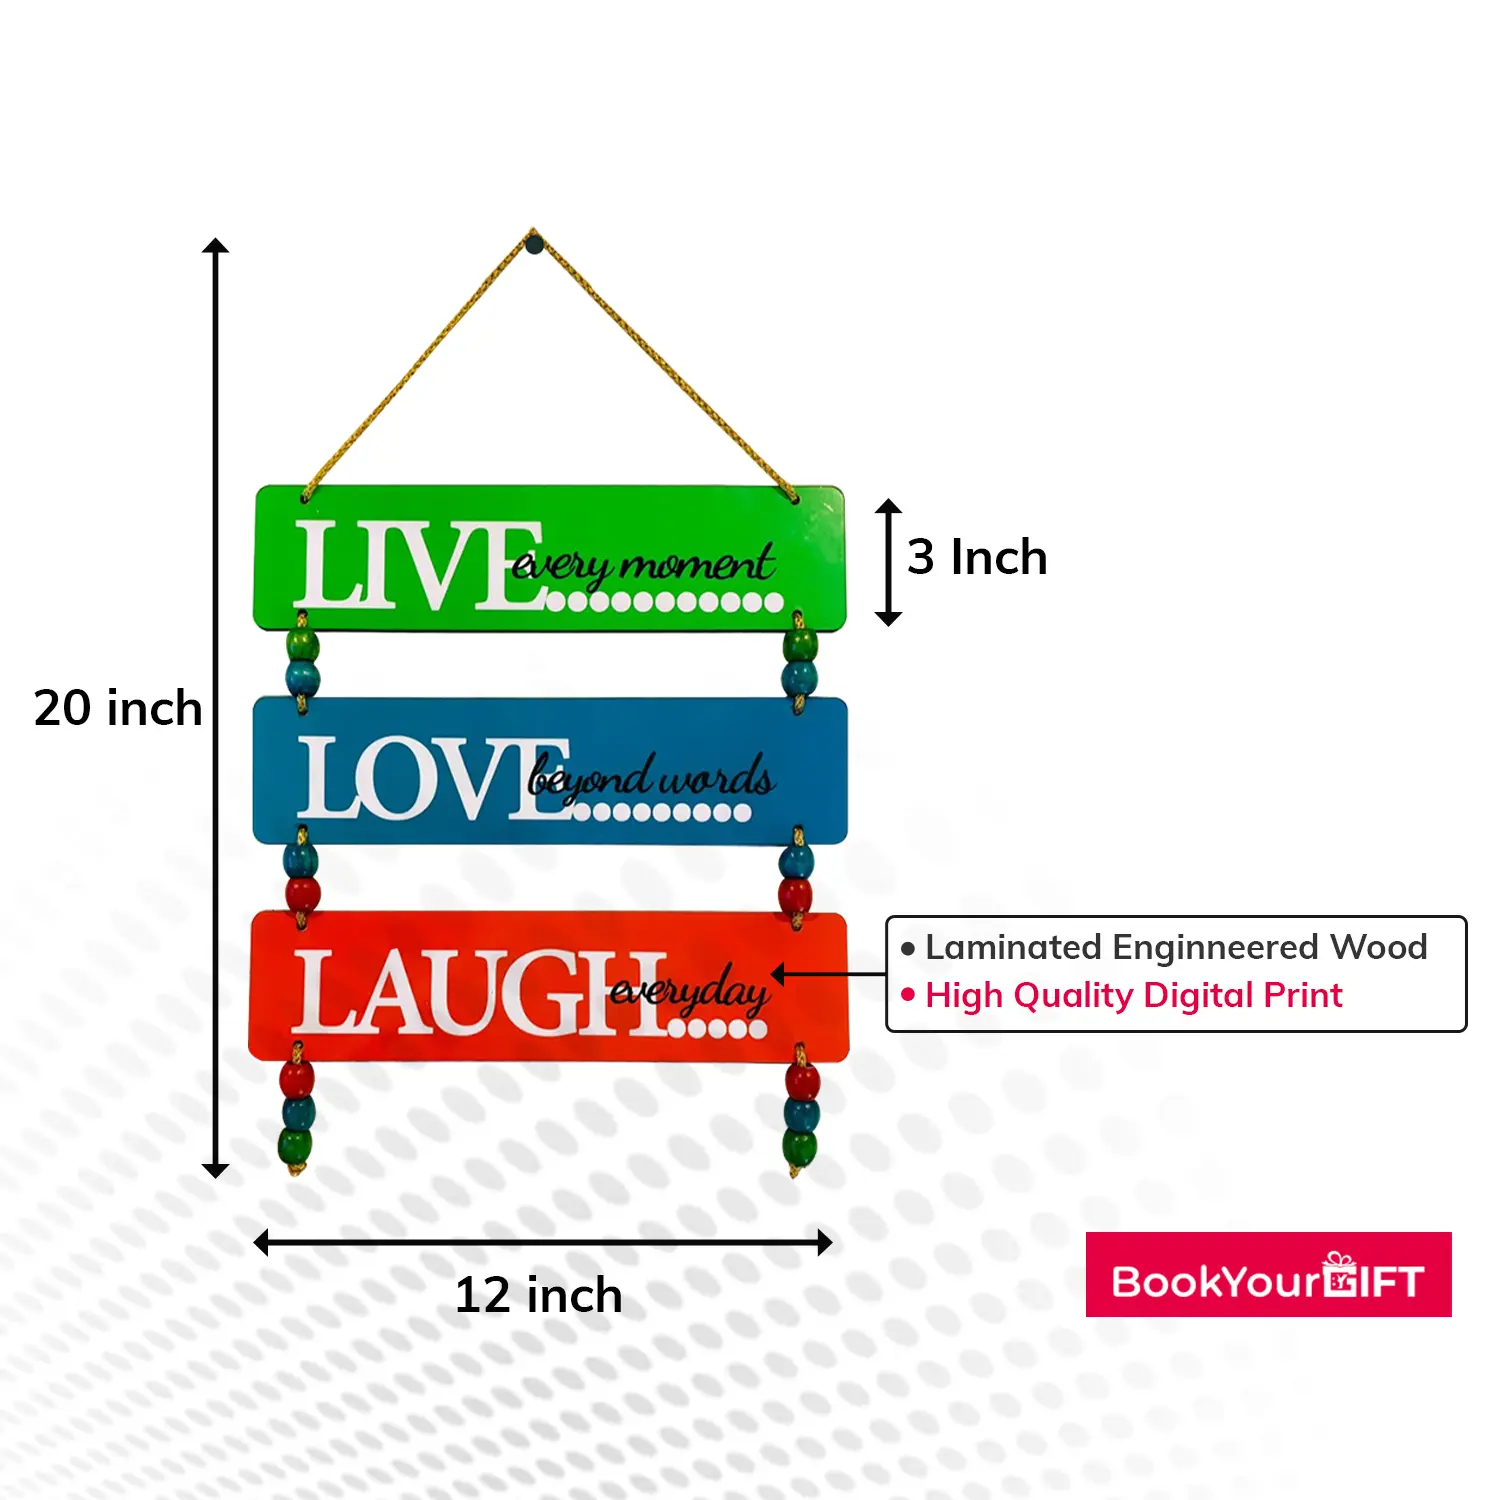 LIVE every moment
3 Inch
20 inch
LOVE beyond words
LAUGH everyday
• Laminated Enginneered Wood
• High Quality Digital Print
12 inch
BookYourGIFT
BYG